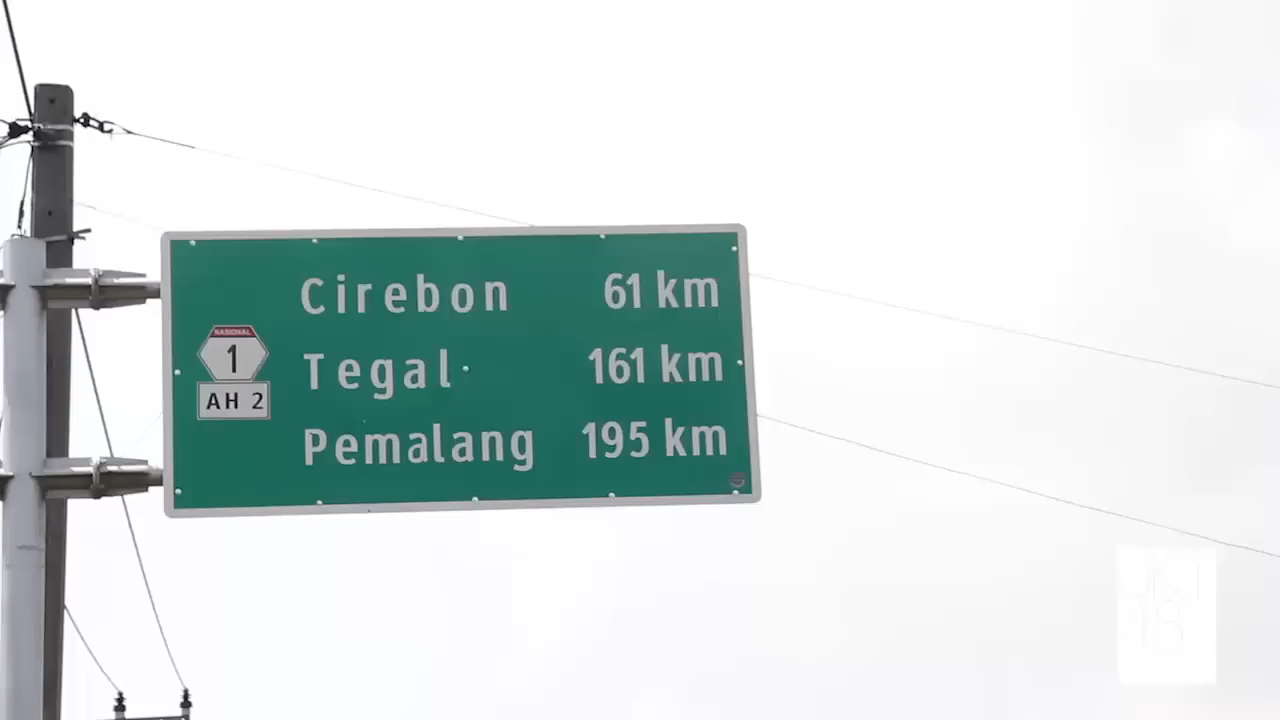 Cirebon 61 km
NASIONAL
1
Tegal 161 km
AH 2
Pemalang 195 km